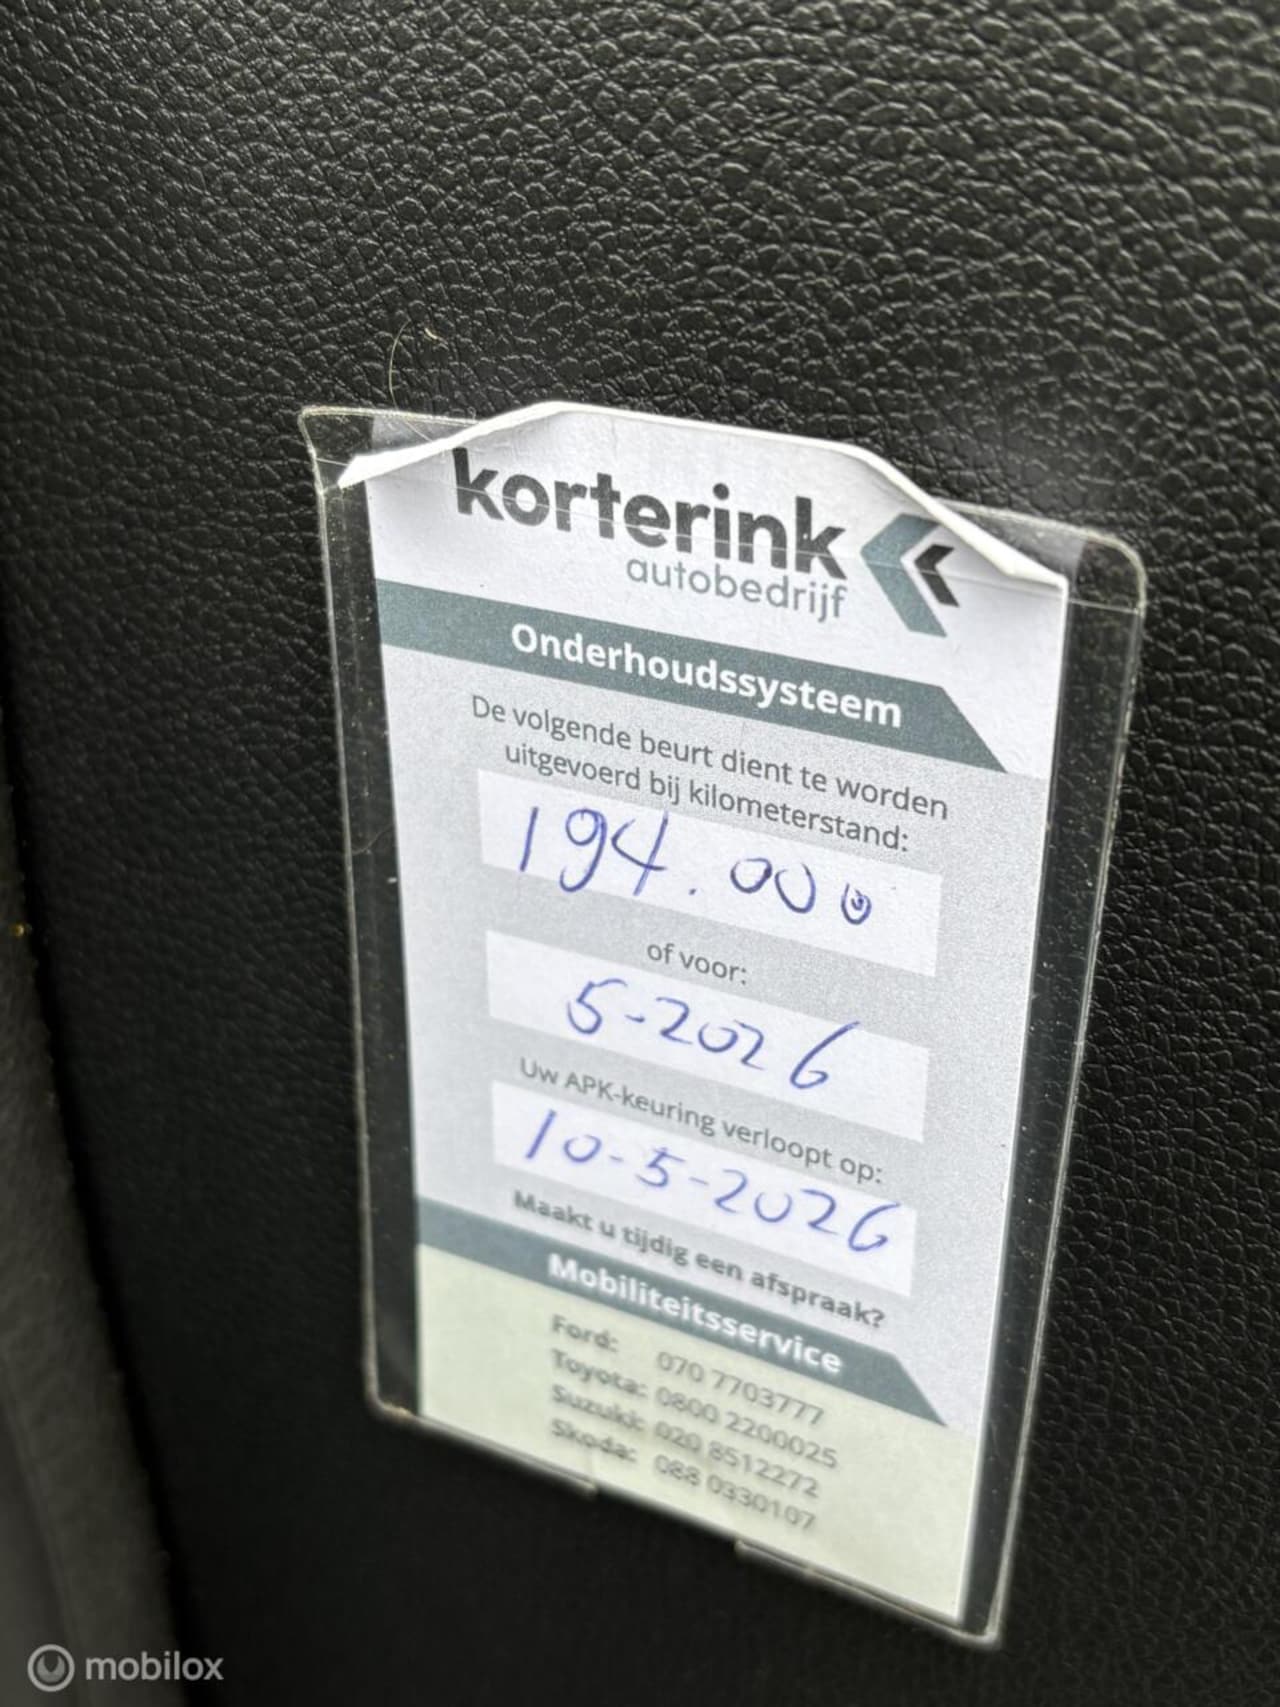 korterink
autobedrijf
Onderhoudssysteem
De volgende beurt dient te worden
uitgevoerd bij kilometerstand:
194.000
of voor:
5-2026
Uw APK-keuring verloopt op:
10-5-2026
Maakt u tijdig een afspraak?
Mobiliteitsservice
Ford: 070 7703777
Toyota: 0800 2200025
Suzuki: 020 8512272
Skoda: 088 0330107
mobilox